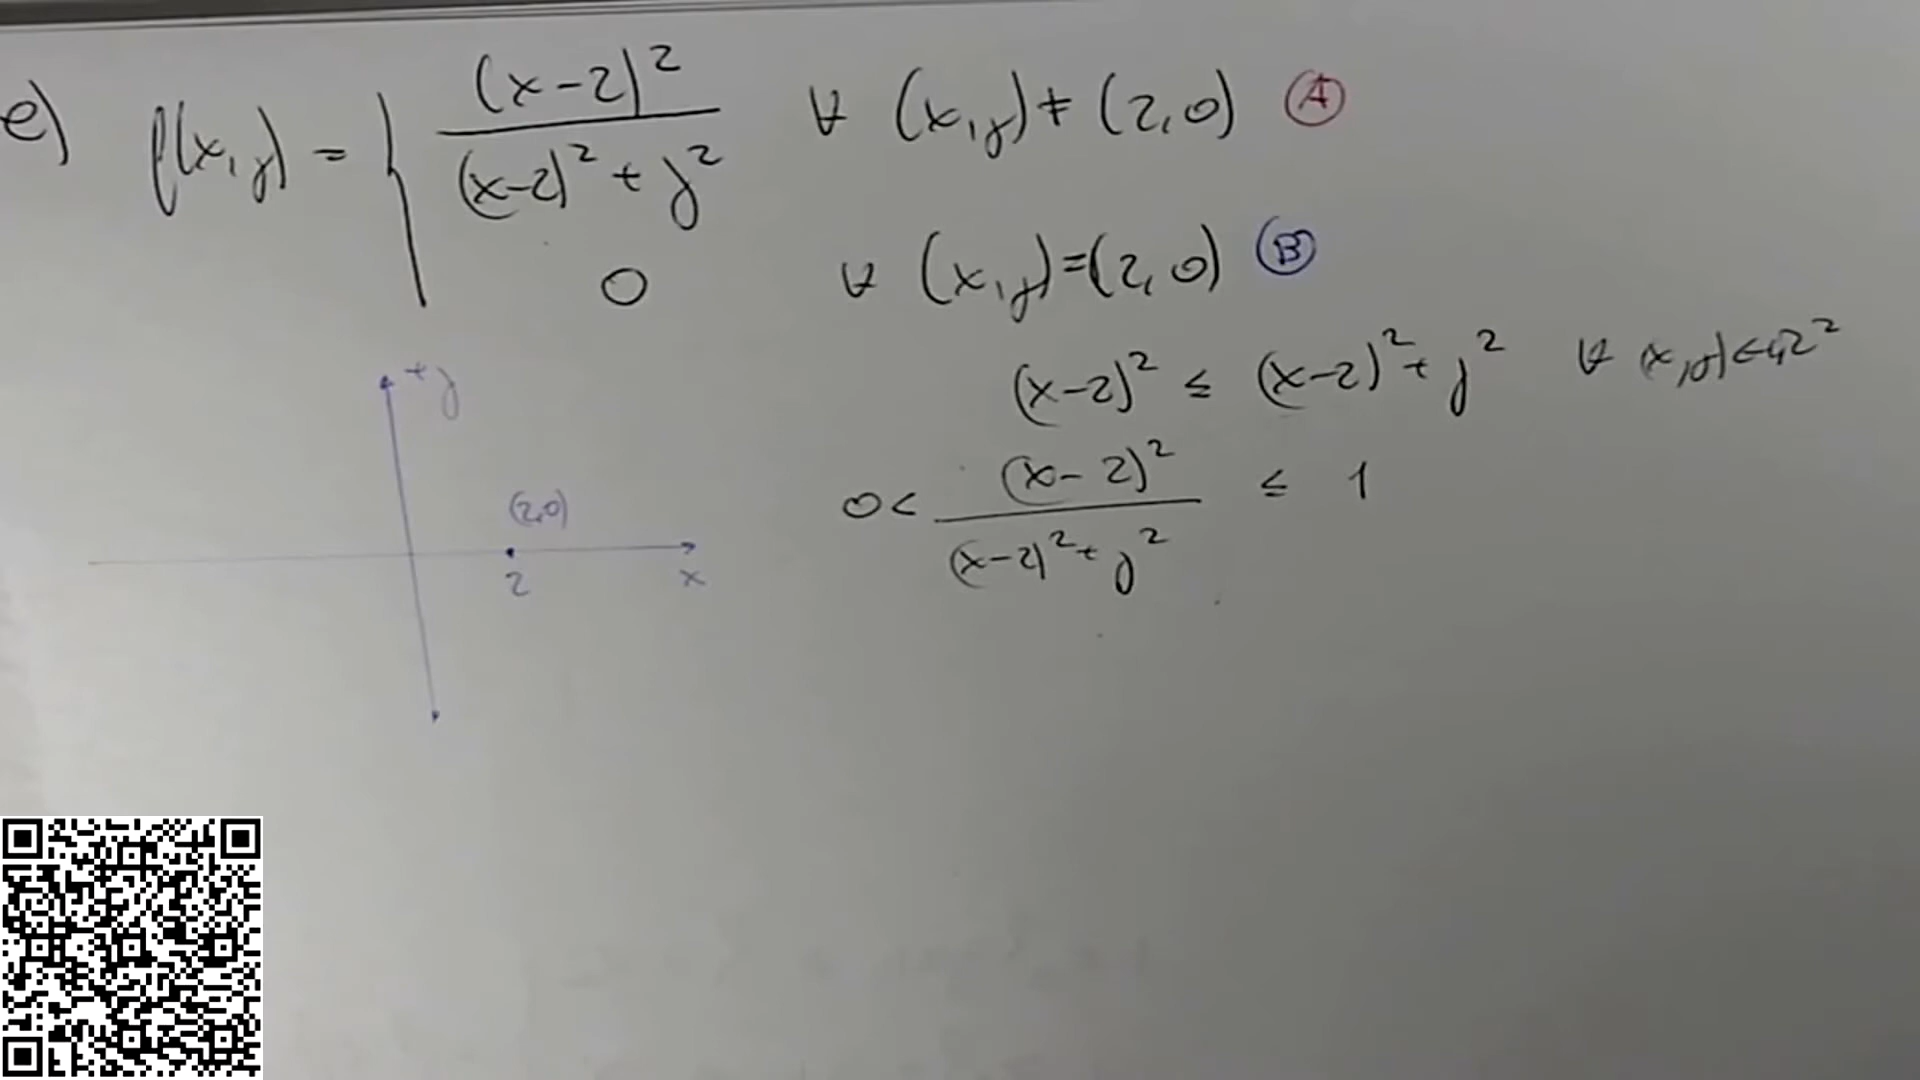 e) f(x,y) = { (x-2)² / ((x-2)² + y²) ∀ (x,y) ≠ (2,0) Ⓐ
0 ∀ (x,y)=(2,0) Ⓑ
(x-2)² ≤ (x-2)² + y² ∀ (x,y)
0 < (x-2)² / ((x-2)² + y²) ≤ 1
+y
(2,0)
2
x